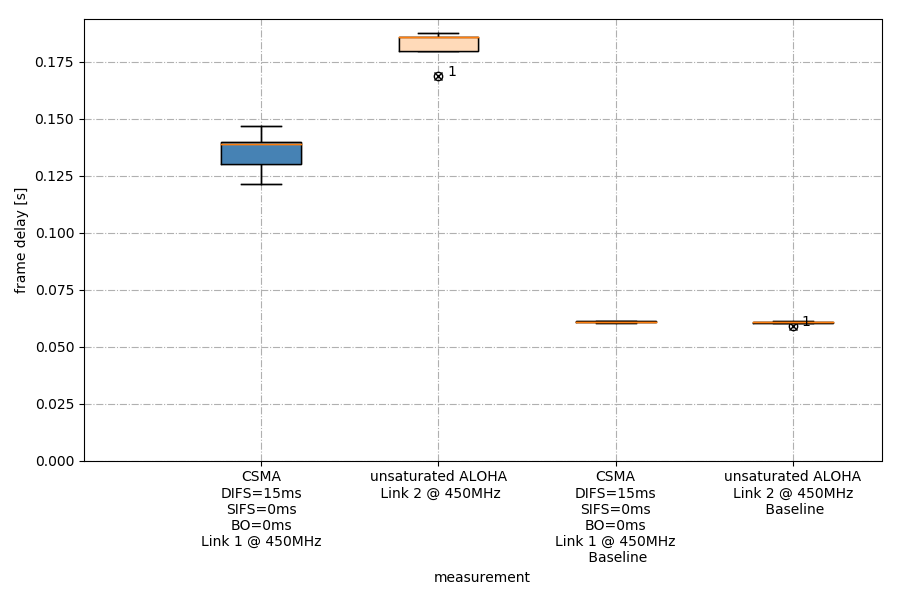 0.175
0.150
0.125
0.100
0.075
0.050
0.025
0.000
frame delay [s]
1
1
CSMA
DIFS=15ms
SIFS=0ms
BO=0ms
Link 1 @ 450MHz
unsaturated ALOHA
Link 2 @ 450MHz
CSMA
DIFS=15ms
SIFS=0ms
BO=0ms
Link 1 @ 450MHz
Baseline
unsaturated ALOHA
Link 2 @ 450MHz
Baseline
measurement